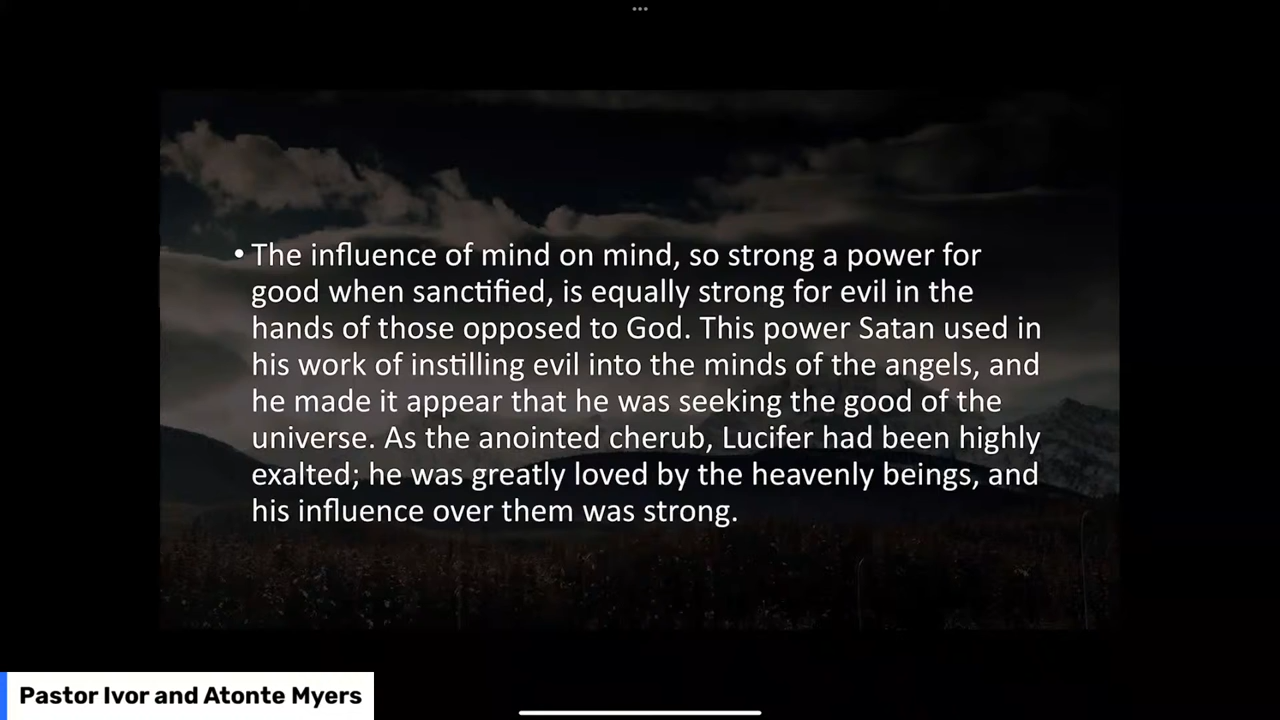 • The influence of mind on mind, so strong a power for
good when sanctified, is equally strong for evil in the
hands of those opposed to God. This power Satan used in
his work of instilling evil into the minds of the angels, and
he made it appear that he was seeking the good of the
universe. As the anointed cherub, Lucifer had been highly
exalted; he was greatly loved by the heavenly beings, and
his influence over them was strong.
Pastor Ivor and Atonte Myers